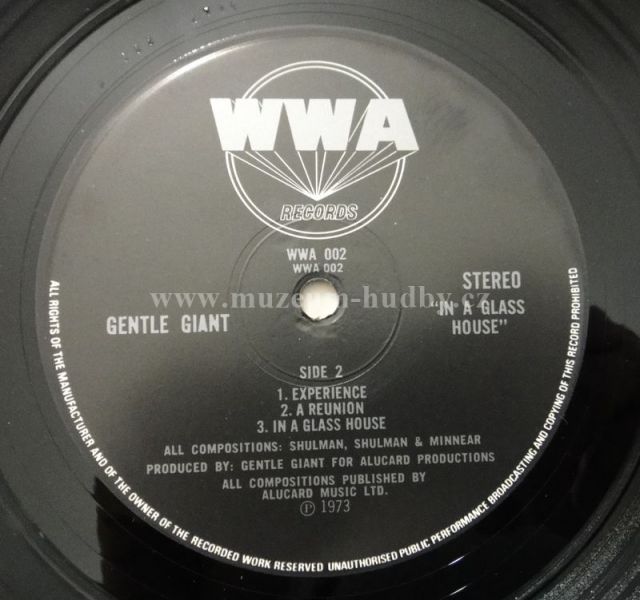 WWA
RECORDS
WWA 002
WWA 002
STEREO
"IN A GLASS
HOUSE"
GENTLE GIANT
www.muzeum-hudby.cz
SIDE 2
1. EXPERIENCE
2. A REUNION
3. IN A GLASS HOUSE
ALL COMPOSITIONS: SHULMAN, SHULMAN & MINNEAR
PRODUCED BY: GENTLE GIANT FOR ALUCARD PRODUCTIONS
ALL COMPOSITIONS PUBLISHED BY
ALUCARD MUSIC LTD.
Ⓟ 1973
ALL RIGHTS OF THE MANUFACTURER AND OF THE OWNER OF THE RECORDED WORK RESERVED UNAUTHORISED PUBLIC PERFORMANCE BROADCASTING AND COPYING OF THIS RECORD PROHIBITED